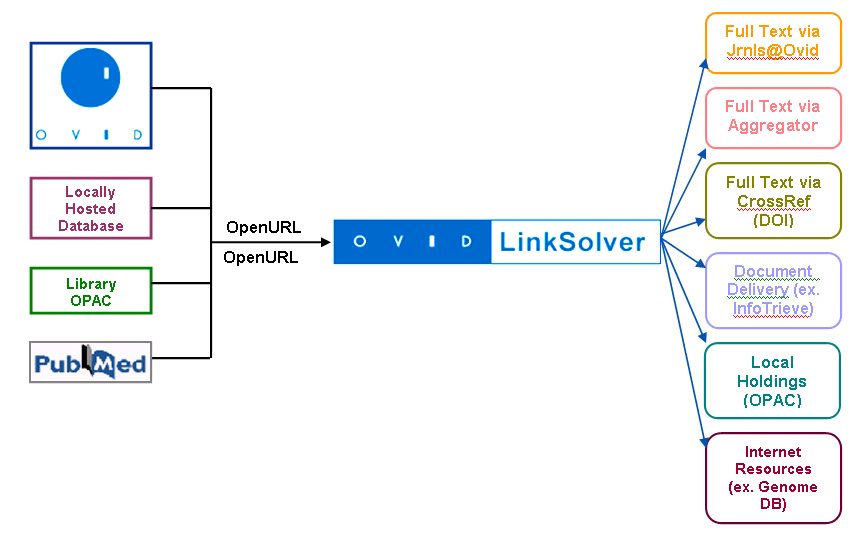 O V I D
Locally
Hosted
Database
Library
OPAC
PubMed
OpenURL
OpenURL
O V I D LinkSolver
Full Text via
Jrnls@Ovid
Full Text via
Aggregator
Full Text via
CrossRef
(DOI)
Document
Delivery (ex.
InfoTrieve)
Local
Holdings
(OPAC)
Internet
Resources
(ex. Genome
DB)